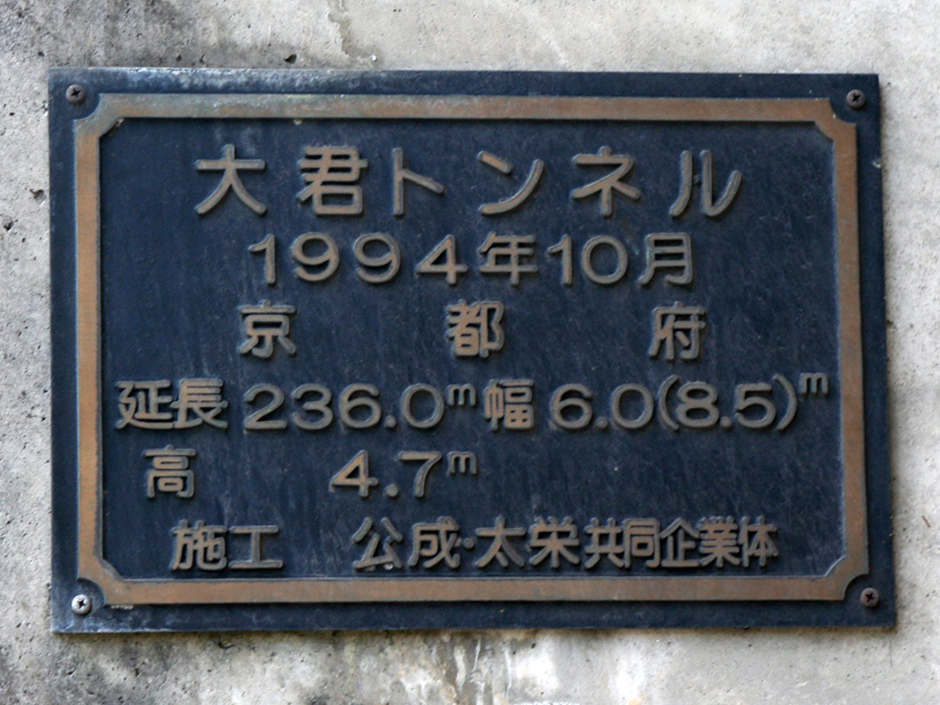 大君トンネル
1994年10月
京都府
延長 236.0m 幅 6.0(8.5)m
高 4.7m
施工 公成・太栄共同企業体